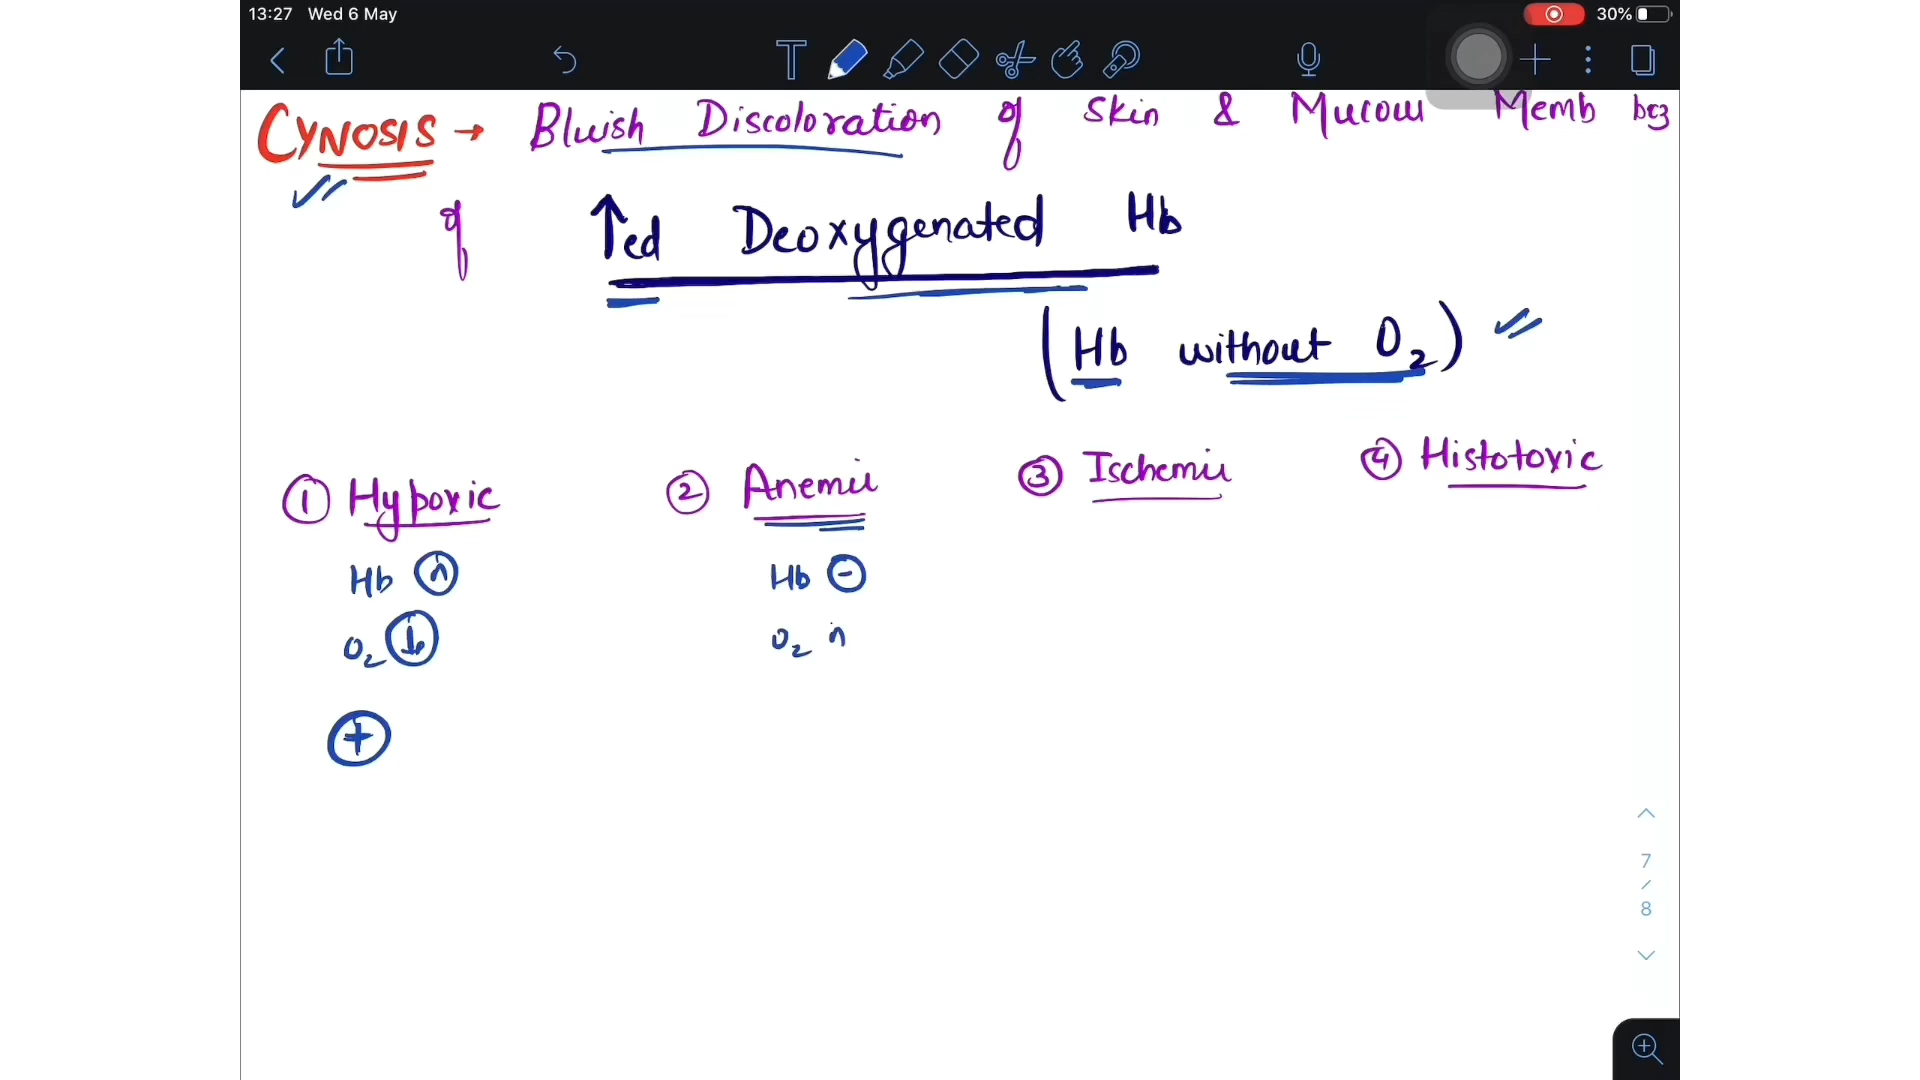 13:27 Wed 6 May 30%
CYNOSIS → Bluish Discoloration of Skin & Mucous Memb bcz
of ↑ed Deoxygenated Hb
(Hb without O2)
① Hypoxic ② Anemic ③ Ischemic ④ Histotoxic
Hb n Hb -
O2 ↓ O2 n
+
7
/
8